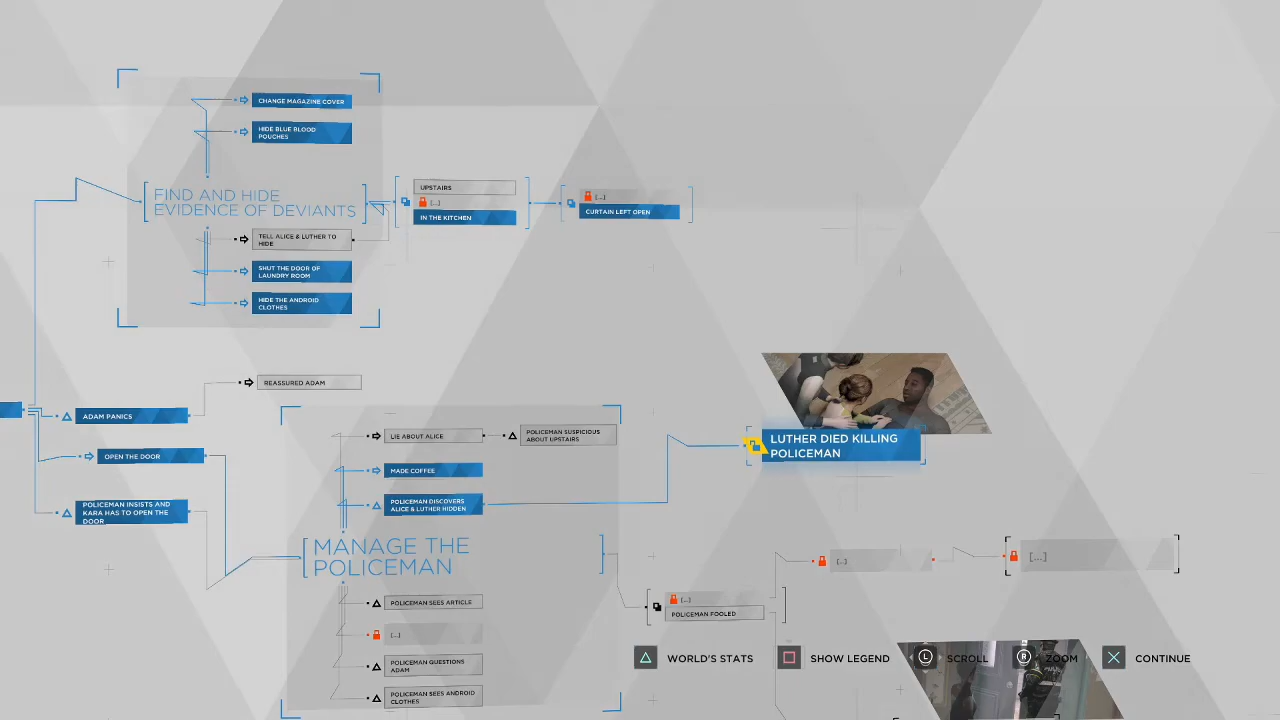 CHANGE MAGAZINE COVER
HIDE BLUE BLOOD
POUCHES
FIND AND HIDE
EVIDENCE OF DEVIANTS
UPSTAIRS
[...]
IN THE KITCHEN
[...]
CURTAIN LEFT OPEN
TELL ALICE & LUTHER TO
HIDE
SHUT THE DOOR OF
LAUNDRY ROOM
HIDE THE ANDROID
CLOTHES
REASSURED ADAM
ADAM PANICS
OPEN THE DOOR
POLICEMAN INSISTS AND
KARA HAS TO OPEN THE
DOOR
LIE ABOUT ALICE
POLICEMAN SUSPICIOUS
ABOUT UPSTAIRS
MADE COFFEE
POLICEMAN DISCOVERS
ALICE & LUTHER HIDDEN
LUTHER DIED KILLING
POLICEMAN
MANAGE THE
POLICEMAN
POLICEMAN SEES ARTICLE
[...]
POLICEMAN QUESTIONS
ADAM
POLICEMAN SEES ANDROID
CLOTHES
[...]
POLICEMAN FOOLED
[...]
[...]
WORLD'S STATS
SHOW LEGEND
L SCROLL
R ZOOM
CONTINUE